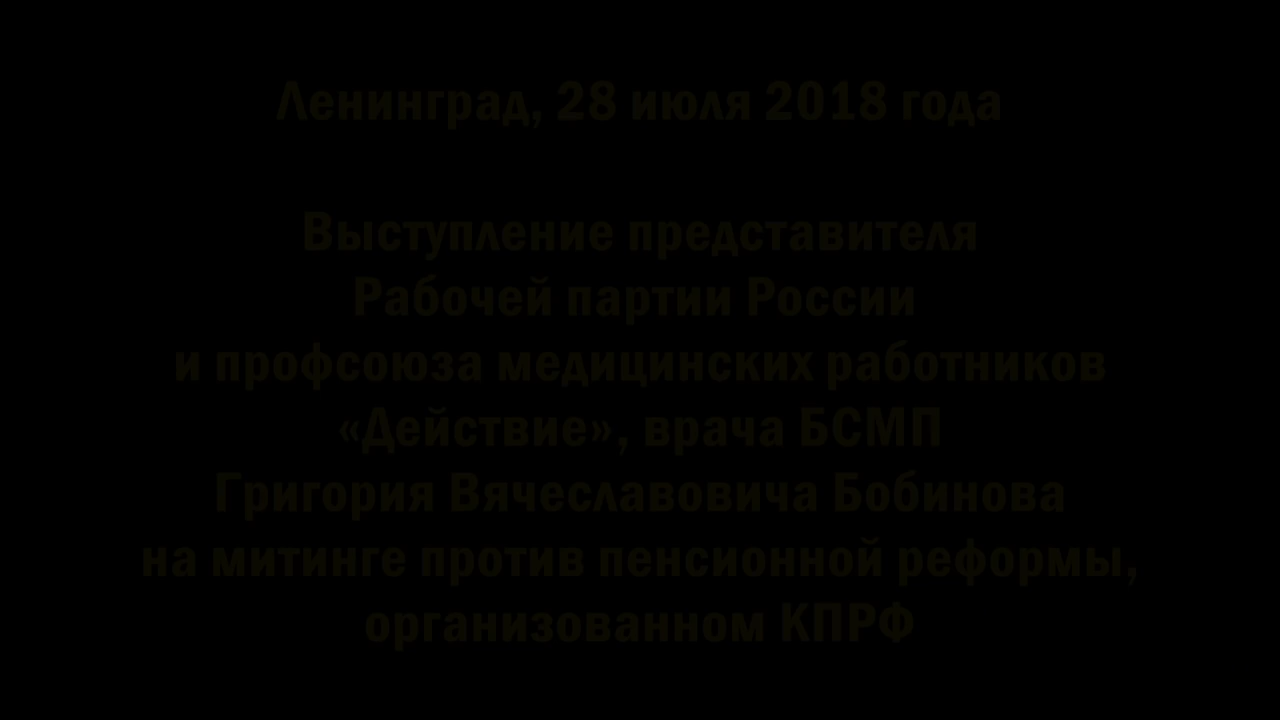 Ленинград, 28 июля 2018 года
Выступление представителя
Рабочей партии России
и профсоюза медицинских работников
«Действие», врача БСМП
Григория Вячеславовича Бобинова
на митинге против пенсионной реформы,
организованном КПРФ